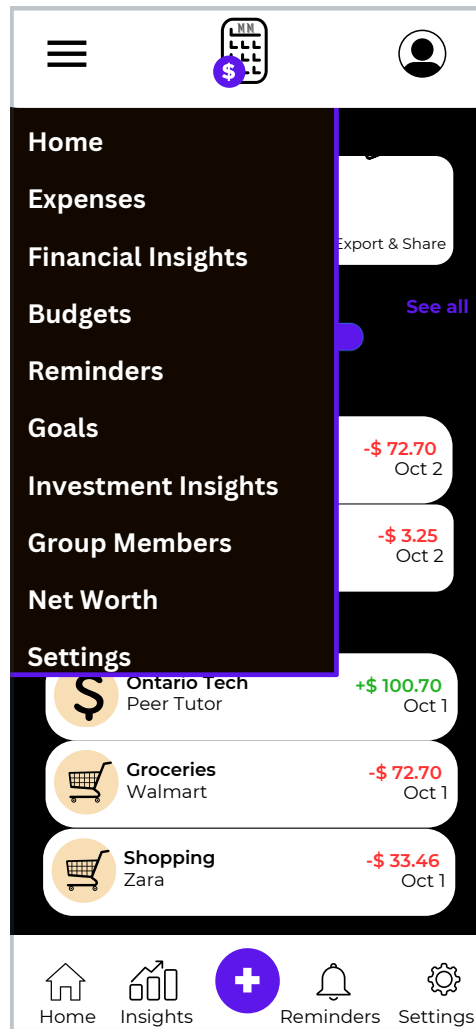 MM
$
Home
Expenses
Financial Insights
Budgets
Reminders
Goals
Investment Insights
Group Members
Net Worth
Settings
Export & Share
See all
-$ 72.70
Oct 2
-$ 3.25
Oct 2
$
Ontario Tech
Peer Tutor
+$ 100.70
Oct 1
Groceries
Walmart
-$ 72.70
Oct 1
Shopping
Zara
-$ 33.46
Oct 1
Home
Insights
Reminders
Settings